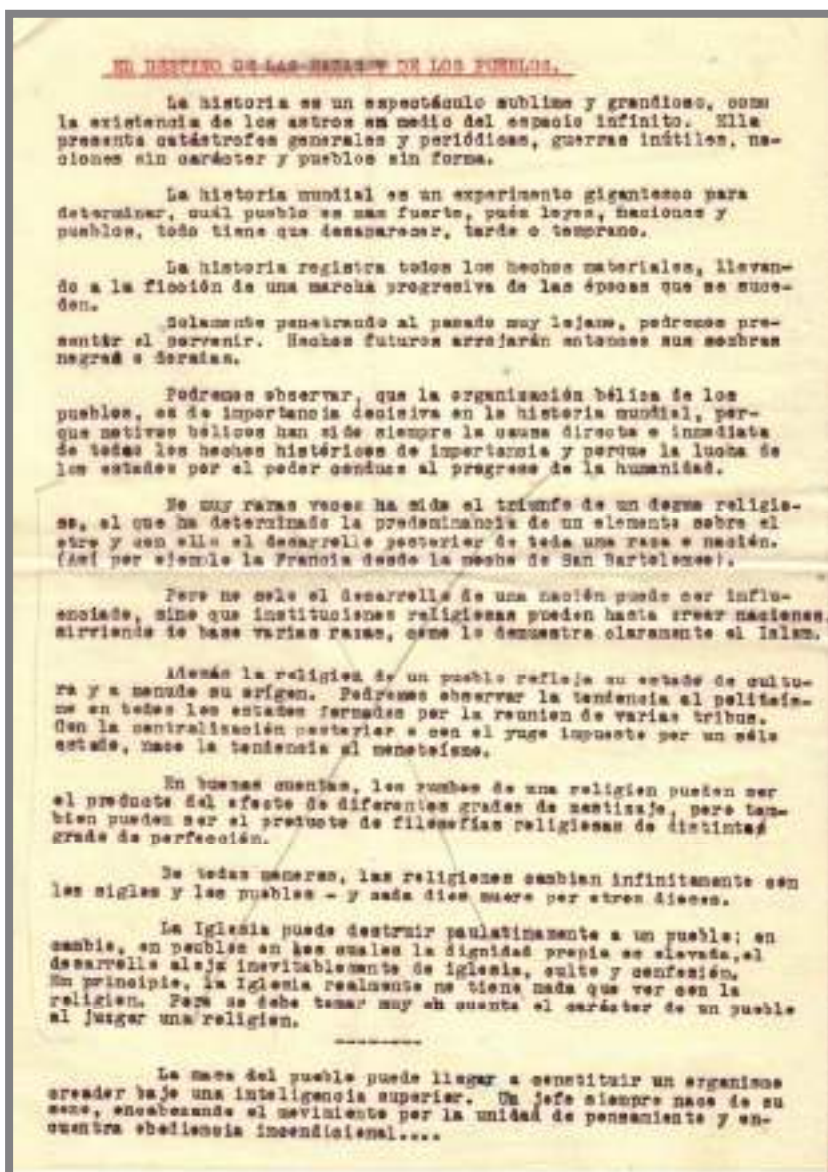 EL DESTINO DE LAS RAZAS Y DE LOS PUEBLOS.
La historia es un espectáculo sublime y grandioso, como
la existencia de los astros en medio del espacio infinito. Ella
presenta catástrofes generales y periódicas, guerras inútiles, na-
ciones sin carácter y pueblos sin forma.
La historia mundial es un experimento gigantesco para
determinar, cuál pueblo es mas fuerte, pués leyes, naciones y
pueblos, todo tiene que desaparecer, tarde o temprano.
La historia registra todos los hechos materiales, llevan-
do a la ficción de una marcha progresiva de las épocas que se suce-
den.
Solamente penetrando al pasado muy lejano, podremos pre-
sentir el porvenir. Hechos futuros arrojarán entonces sus sombras
negras o doradas.
Podremos observar, que la organización bélica de los
pueblos, es de importancia decisiva en la historia mundial, por-
que motivos bélicos han sido siempre la causa directa e inmediata
de todos los hechos históricos de importancia y porque la lucha de
los estados por el poder conduce al progreso de la humanidad.
No muy raras veces ha sido el triunfo de un dogma religio-
so, el que ha determinado la predominancia de un elemento sobre el
otro y con ello el desarrollo posterior de toda una raza o nación.
(Así por ejemplo la Francia desde la noche de San Bartolomeo).
Pero no solo el desarrollo de una nación puede ser influ-
enciado, sino que instituciones religiosas pueden hasta crear naciones,
sirviendo de base varias razas, como lo demuestra claramente el Islam.
Además la religion de un pueblo refleja su estado de cultu-
ra y a menudo su orígen. Podremos observar la tendencia al politeís-
mo en todos los estados formados por la reunion de varias tribus.
Con la centralización posterior o con el yugo impuesto por un sólo
estado, nace la tendencia al monoteísmo.
En buenas cuentas, los rumbos de una religion pueden ser
el producto del efecto de diferentes grados de mestizaje, pero tam-
bien pueden ser el producto de filosofías religiosas de distinto
grado de perfección.
De todas maneras, las religiones cambian infinitamente con
los siglos y los pueblos - y cada dios muere por otros dioses.
La Iglesia puede destruir paulatinamente a un pueblo; en
cambio, en peublos en los cuales la dignidad propia es elevada, el
desarrollo aleja inevitablemente de iglesia, culto y confesión.
En principio, la Iglesia realmente no tiene nada que ver con la
religion. Pero se debe tomar muy en cuenta el carácter de un pueblo
al juzgar una religion.
---------
La masa del pueblo puede llegar a constituir un organismo
creador bajo una inteligencia superior. Un jefe siempre nace de su
seno, encabezando el movimiento por la unidad de pensamiento y en-
cuentra obediencia incondicional....